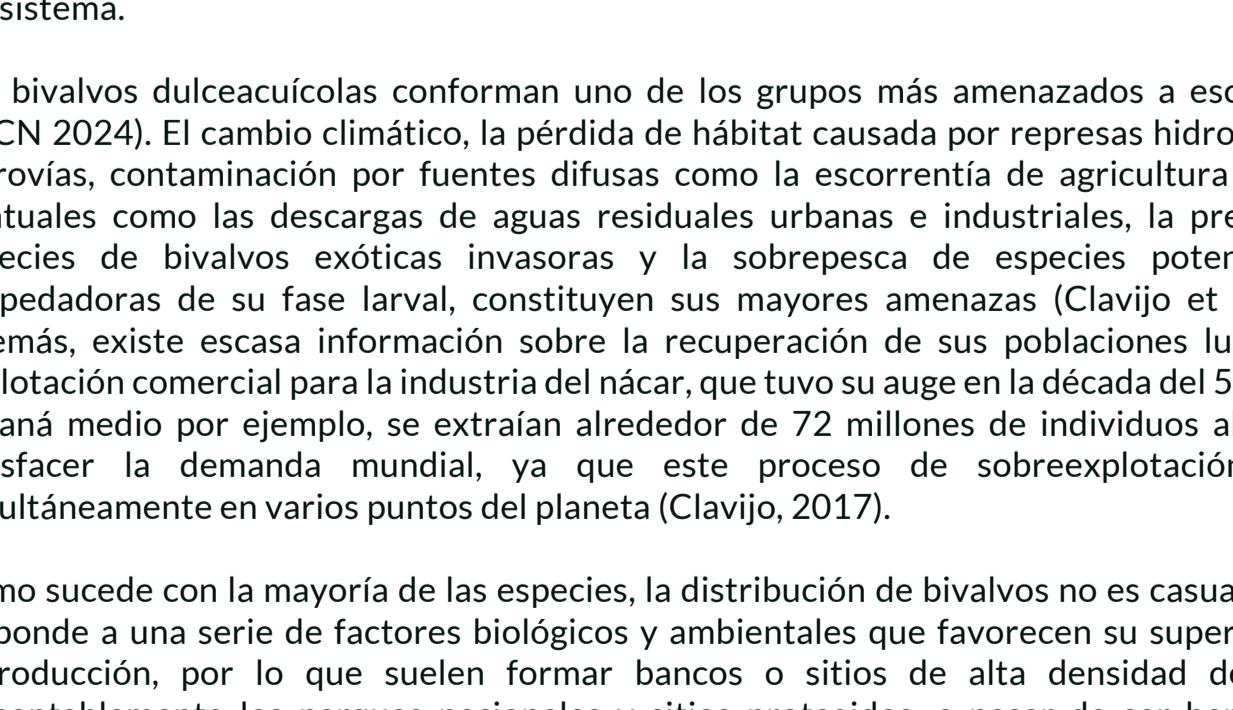 sistema.
bivalvos dulceacuícolas conforman uno de los grupos más amenazados a esc
CN 2024). El cambio climático, la pérdida de hábitat causada por represas hidro
rovías, contaminación por fuentes difusas como la escorrentía de agricultura
tuales como las descargas de aguas residuales urbanas e industriales, la pre
ecies de bivalvos exóticas invasoras y la sobrepesca de especies poten
pedadoras de su fase larval, constituyen sus mayores amenazas (Clavijo et
emás, existe escasa información sobre la recuperación de sus poblaciones lu
lotación comercial para la industria del nácar, que tuvo su auge en la década del 5
aná medio por ejemplo, se extraían alrededor de 72 millones de individuos al
sfacer la demanda mundial, ya que este proceso de sobreexplotación
ultáneamente en varios puntos del planeta (Clavijo, 2017).
mo sucede con la mayoría de las especies, la distribución de bivalvos no es casua
ponde a una serie de factores biológicos y ambientales que favorecen su super
roducción, por lo que suelen formar bancos o sitios de alta densidad de